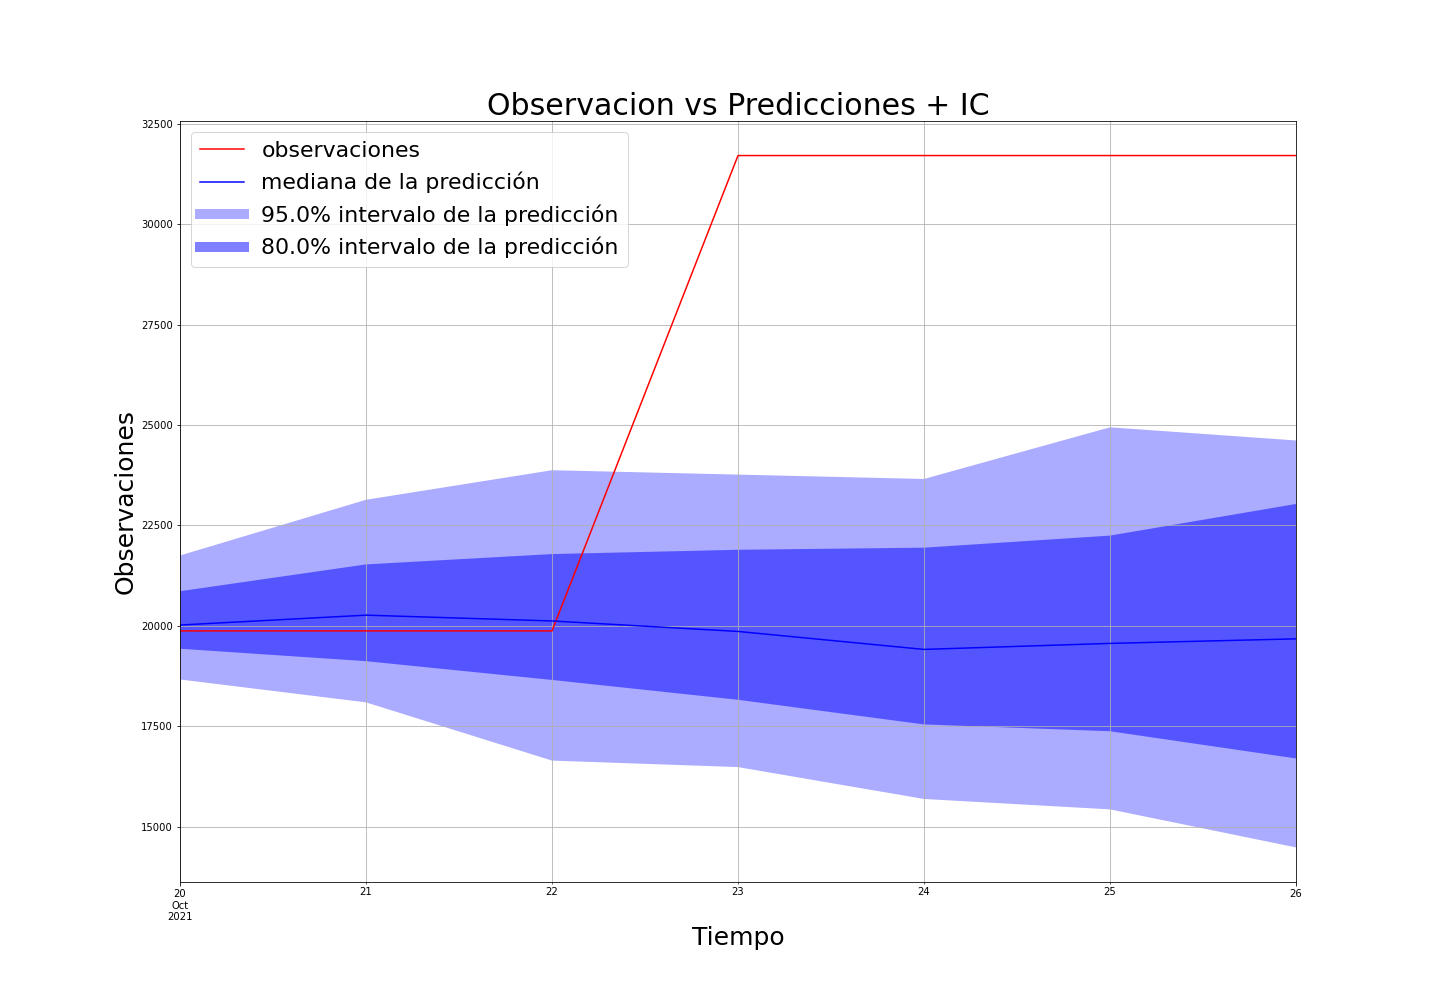 Observacion vs Predicciones + IC
observaciones
mediana de la predicción
95.0% intervalo de la predicción
80.0% intervalo de la predicción
Observaciones
32500
30000
27500
25000
22500
20000
17500
15000
20 21 22 23 24 25 26
Oct
2021
Tiempo